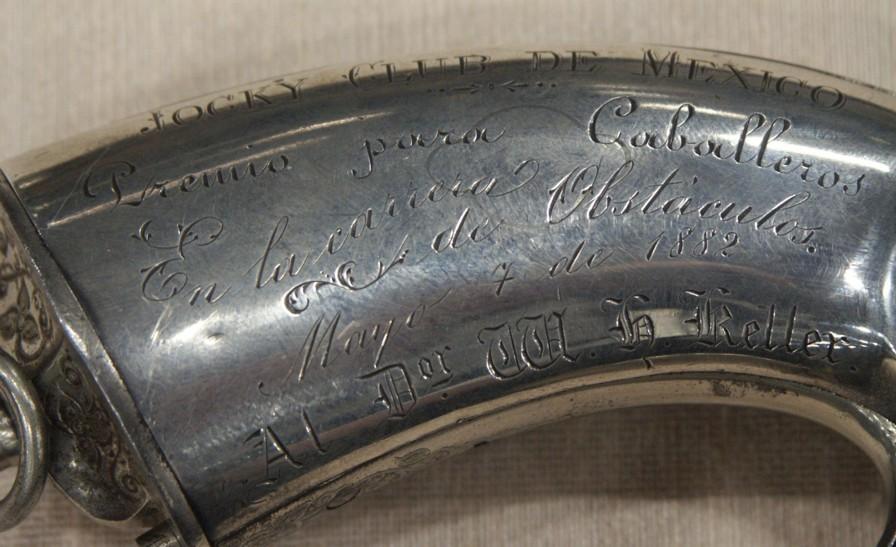 JOCKY CLUB DE MEXICO
Premio para Caballeros
En la carrera
de Obstáculos.
Mayo 7 de 1882
Al Dor. W. H Keller.